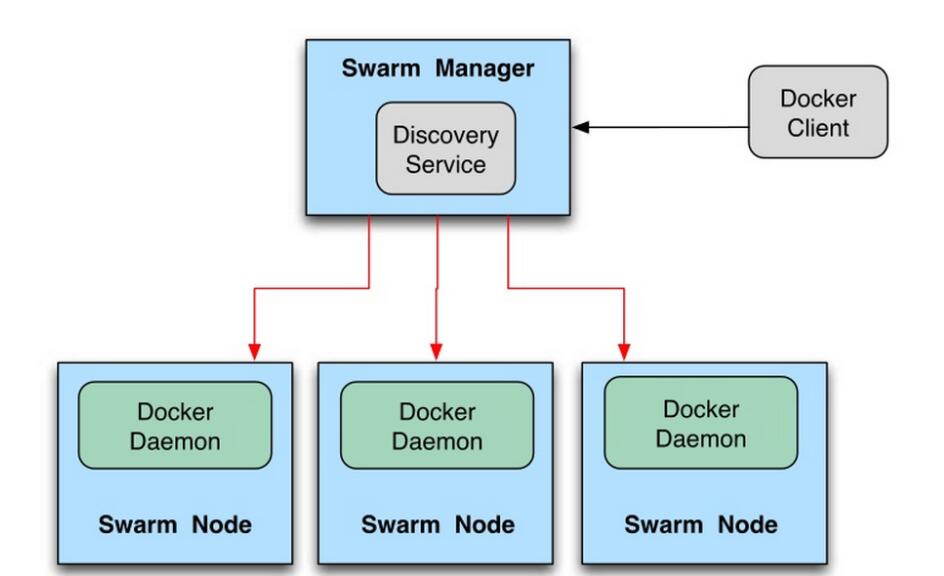 Swarm Manager
Discovery
Service
Docker
Client
Docker
Daemon
Swarm Node
Docker
Daemon
Swarm Node
Docker
Daemon
Swarm Node